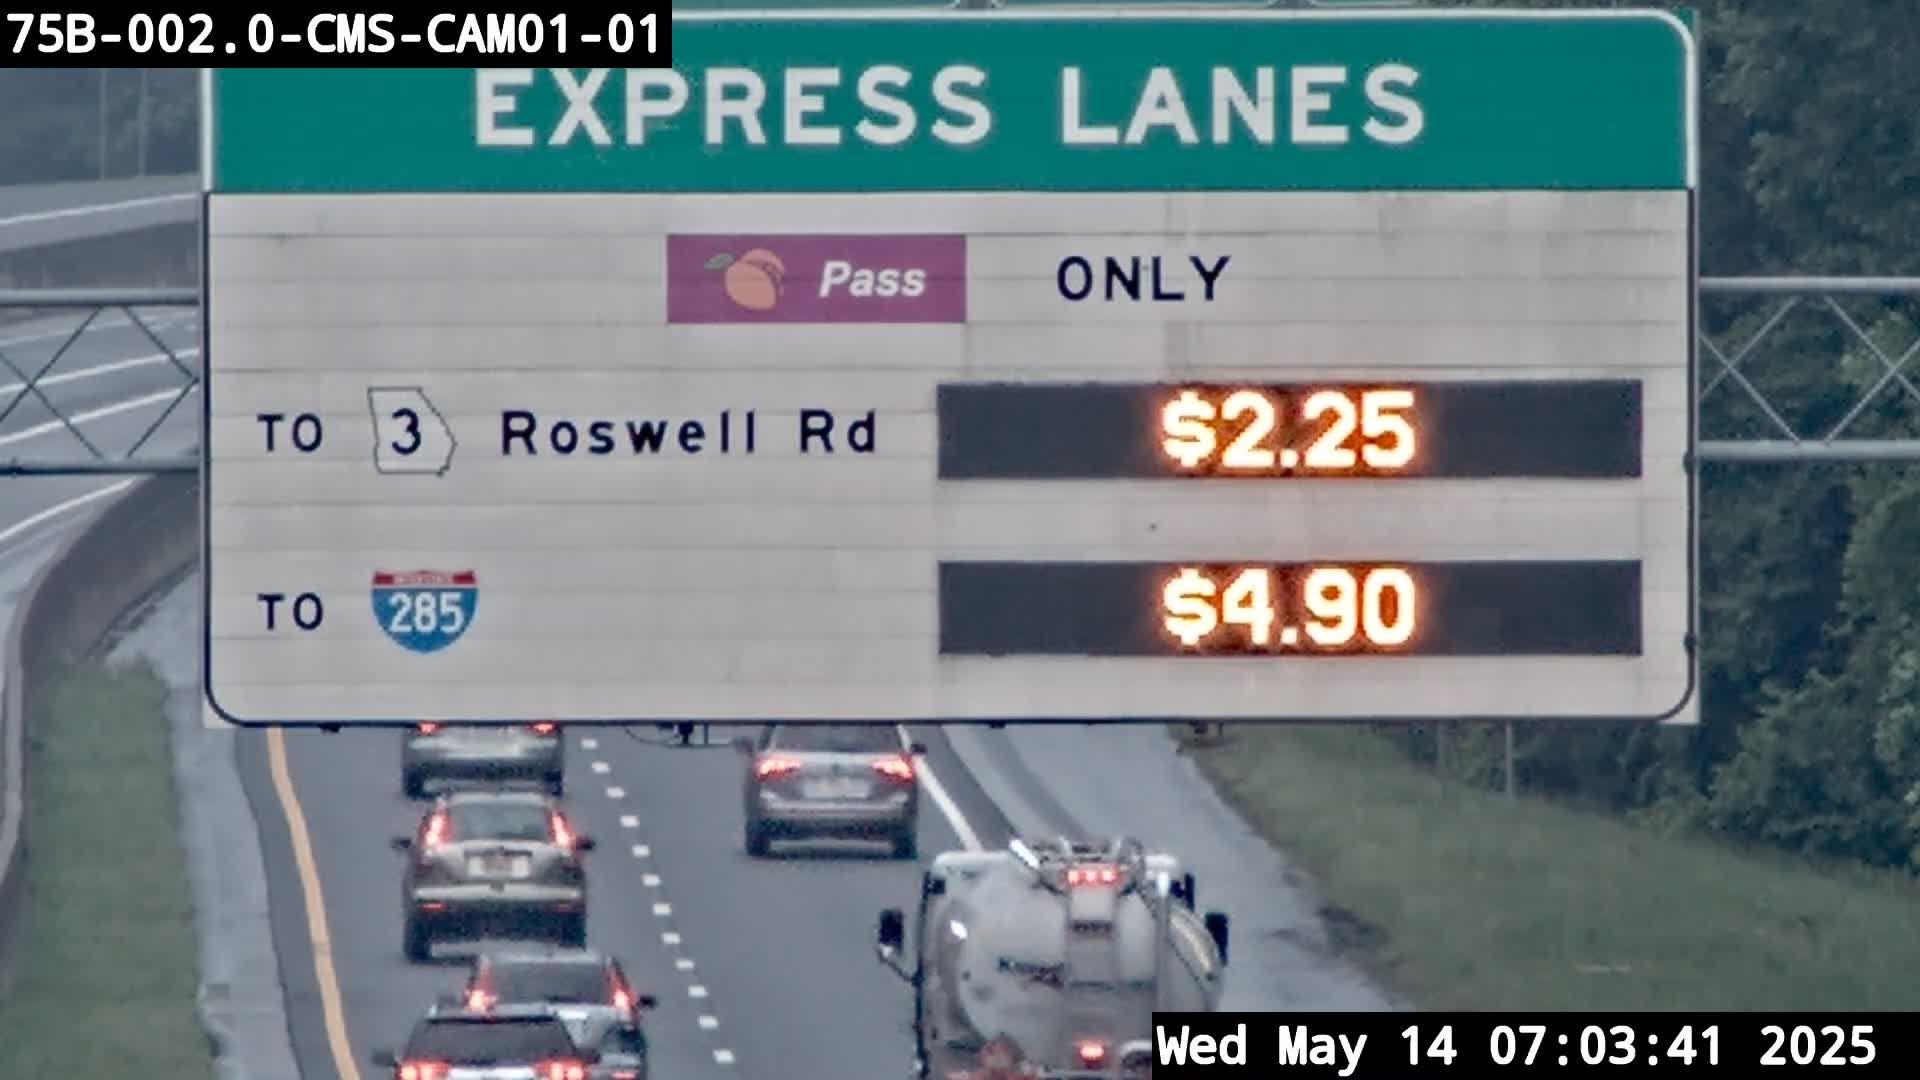 75B-002.0-CMS-CAM01-01
EXPRESS LANES
Pass ONLY
TO 3 Roswell Rd $2.25
TO 285 $4.90
Wed May 14 07:03:41 2025